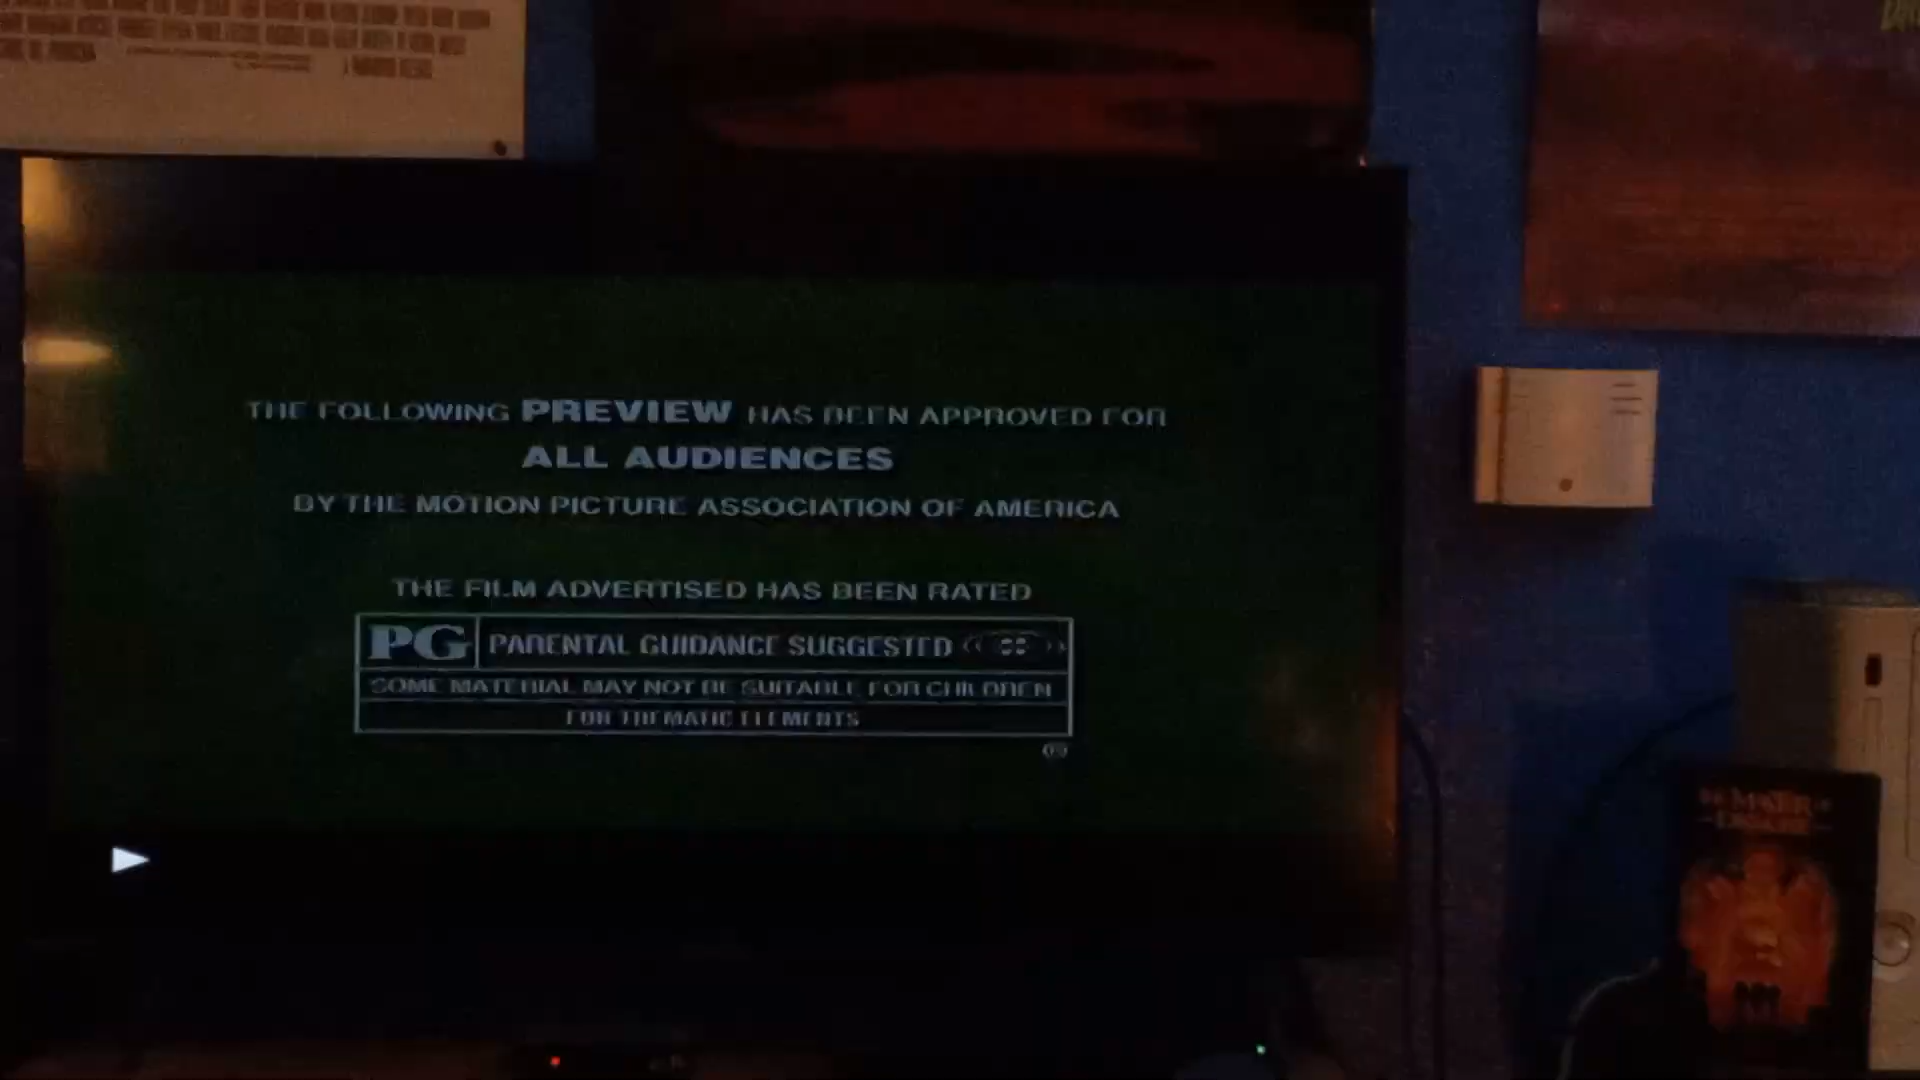 THE FOLLOWING PREVIEW HAS BEEN APPROVED FOR
ALL AUDIENCES
BY THE MOTION PICTURE ASSOCIATION OF AMERICA
THE FILM ADVERTISED HAS BEEN RATED
PG PARENTAL GUIDANCE SUGGESTED
SOME MATERIAL MAY NOT BE SUITABLE FOR CHILDREN
FOR THEMATIC ELEMENTS